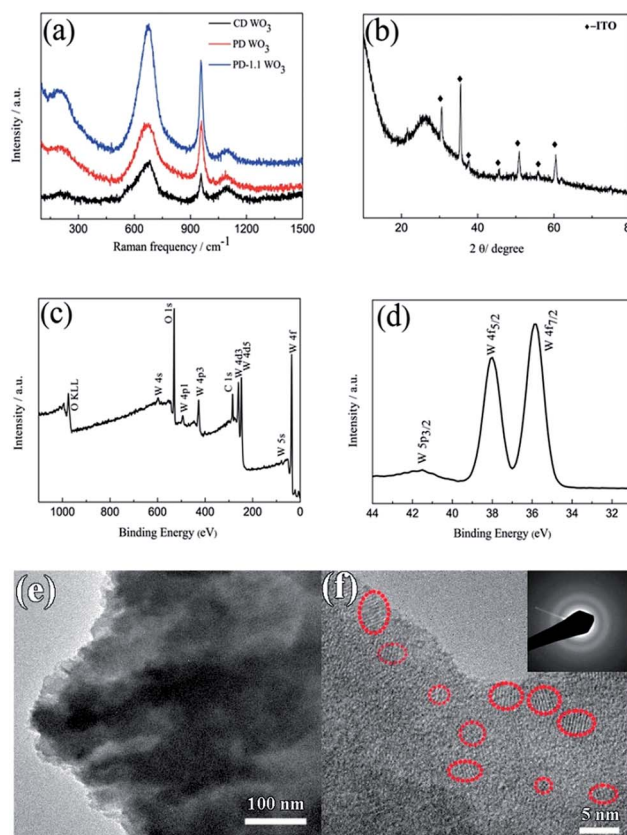 (a)
CD WO3
PD WO3
PD-1.1 WO3
Intensity / a.u.
300 600 900 1200 1500
Raman frequency / cm-1
(b)
♦-ITO
Intensity / a.u.
20 40 60 80
2 θ/ degree
(c)
O KLL
W 4s
O 1s
W 4p1
W 4p3
C 1s
W 4d3
W 4d5
W 5s
W 4f
Intensity / a.u.
1000 800 600 400 200 0
Binding Energy (eV)
(d)
W 5p3/2
W 4f5/2
W 4f7/2
Intensity / a.u.
44 42 40 38 36 34 32
Binding Energy (eV)
(e)
100 nm
(f)
5 nm